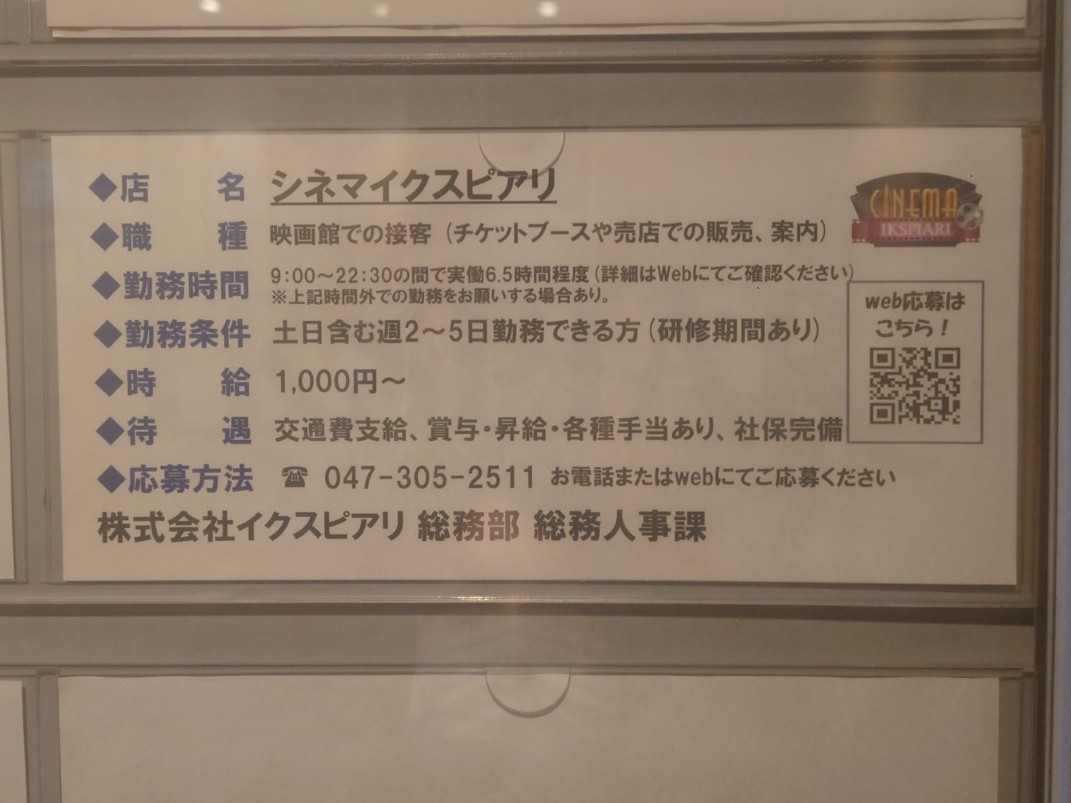 ◆店　名 シネマイクスピアリ
◆職　種 映画館での接客（チケットブースや売店での販売、案内）
◆勤務時間 9:00～22:30の間で実働6.5時間程度（詳細はWebにてご確認ください）
※上記時間外での勤務をお願いする場合あり。
◆勤務条件 土日含む週2～5日勤務できる方（研修期間あり）
◆時　給 1,000円～
◆待　遇 交通費支給、賞与・昇給・各種手当あり、社保完備
◆応募方法 ☎ 047-305-2511 お電話またはwebにてご応募ください
株式会社イクスピアリ 総務部 総務人事課
CINEMA
IKSPIARI
web応募は
こちら！